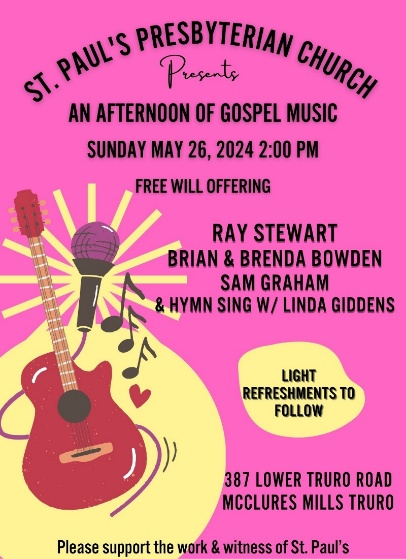 ST. PAUL'S PRESBYTERIAN CHURCH
Presents
AN AFTERNOON OF GOSPEL MUSIC
SUNDAY MAY 26, 2024 2:00 PM
FREE WILL OFFERING
RAY STEWART
BRIAN & BRENDA BOWDEN
SAM GRAHAM
& HYMN SING W/ LINDA GIDDENS
LIGHT
REFRESHMENTS TO
FOLLOW
387 LOWER TRURO ROAD
MCCLURES MILLS TRURO
Please support the work & witness of St. Paul's